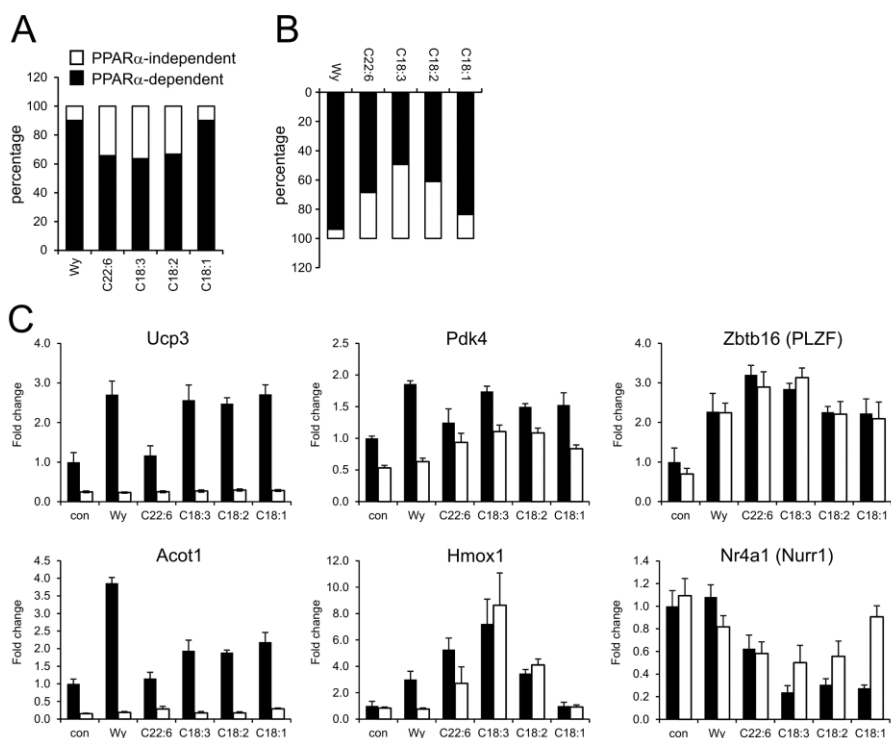 A
PPARα-independent
PPARα-dependent
percentage
120
100
80
60
40
20
0
Wy
C22:6
C18:3
C18:2
C18:1
B
Wy
C22:6
C18:3
C18:2
C18:1
percentage
0
20
40
60
80
100
120
C
Ucp3
Fold change
4.0
3.0
2.0
1.0
0.0
con Wy C22:6 C18:3 C18:2 C18:1
Pdk4
Fold change
2.5
2.0
1.5
1.0
0.5
0.0
con Wy C22:6 C18:3 C18:2 C18:1
Zbtb16 (PLZF)
Fold change
4.0
3.0
2.0
1.0
0.0
con Wy C22:6 C18:3 C18:2 C18:1
Acot1
Fold change
4.5
4.0
3.5
3.0
2.5
2.0
1.5
1.0
0.5
0.0
con Wy C22:6 C18:3 C18:2 C18:1
Hmox1
Fold change
12.0
10.0
8.0
6.0
4.0
2.0
0.0
con Wy C22:6 C18:3 C18:2 C18:1
Nr4a1 (Nurr1)
Fold change
1.4
1.2
1.0
0.8
0.6
0.4
0.2
0.0
con Wy C22:6 C18:3 C18:2 C18:1